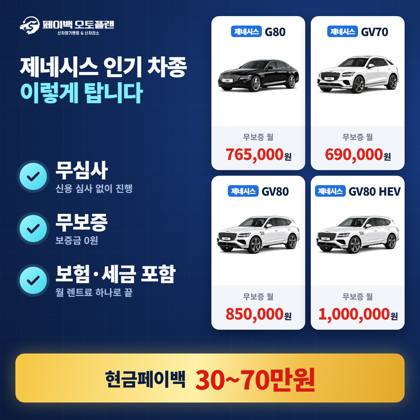 페이백 오토플랜
신차장기렌트 & 신차리스
제네시스 인기 차종
이렇게 탑니다
무심사
신용 심사 없이 진행
무보증
보증금 0원
보험·세금 포함
월 렌트료 하나로 끝
제네시스 G80
무보증 월
765,000원
제네시스 GV70
무보증 월
690,000원
제네시스 GV80
무보증 월
850,000원
제네시스 GV80 HEV
무보증 월
1,000,000원
현금페이백 30~70만원